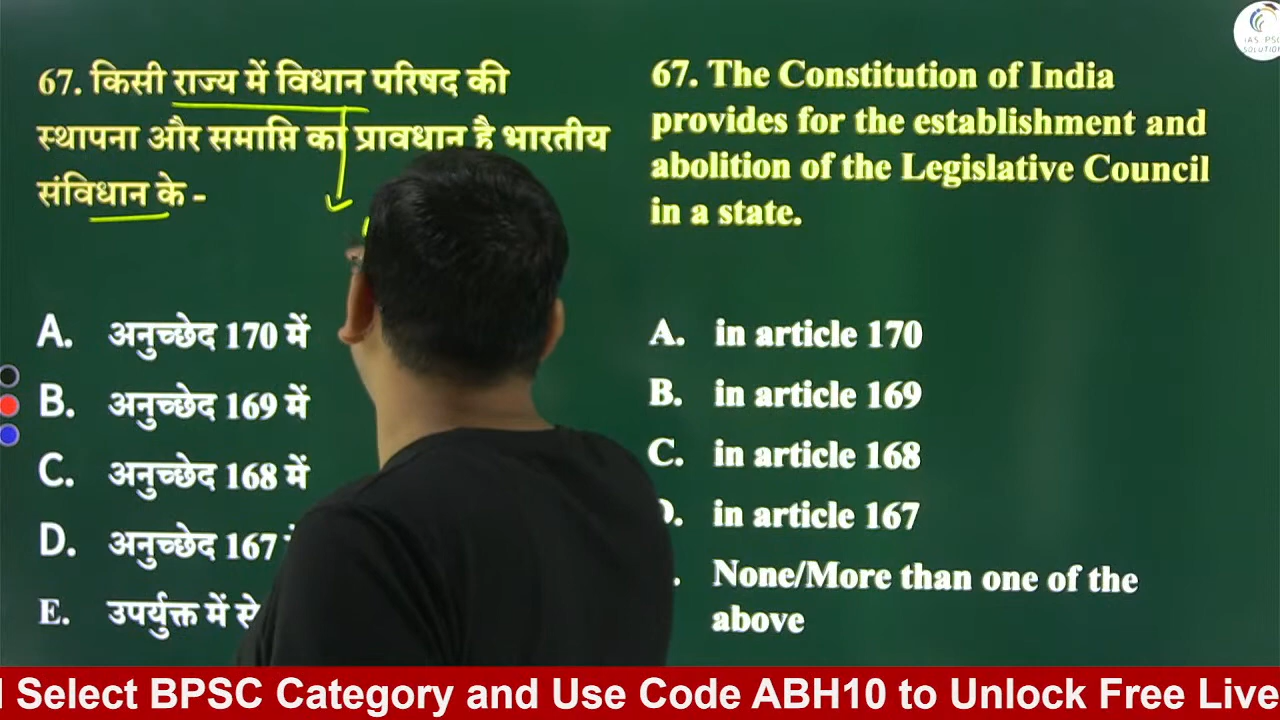 67. किसी राज्य में विधान परिषद की
स्थापना और समाप्ति का प्रावधान है भारतीय
संविधान के -
A. अनुच्छेद 170 में
B. अनुच्छेद 169 में
C. अनुच्छेद 168 में
D. अनुच्छेद 167
E. उपर्युक्त में से
67. The Constitution of India
provides for the establishment and
abolition of the Legislative Council
in a state.
A. in article 170
B. in article 169
C. in article 168
D. in article 167
None/More than one of the
above
IAS PSC
SOLUTION
Select BPSC Category and Use Code ABH10 to Unlock Free Live